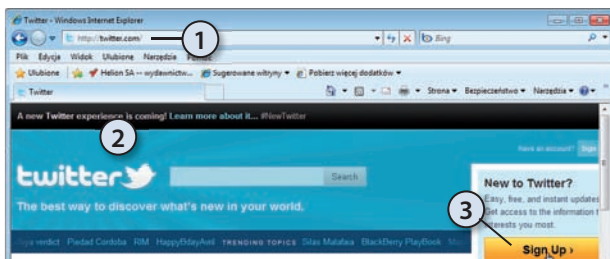 Twitter - Windows Internet Explorer
http://twitter.com/
1
Bing
Plik Edycja Widok Ulubione Narzędzia Pomoc
Ulubione Helion SA -- wydawnictw... Sugerowane witryny Pobierz więcej dodatków
Twitter
Strona Bezpieczeństwo Narzędzia
A new Twitter experience is coming! Learn more about it... #NewTwitter
2
Have an account? Sign
twitter
Search
The best way to discover what's new in your world.
New to Twitter?
Easy, free, and instant updates
Get access to the information t
interests you most.
3
Sign Up ›
verdict Piedad Cordoba RIM HappyBdayAvril TRENDING TOPICS Silas Malafaia BlackBerry PlayBook